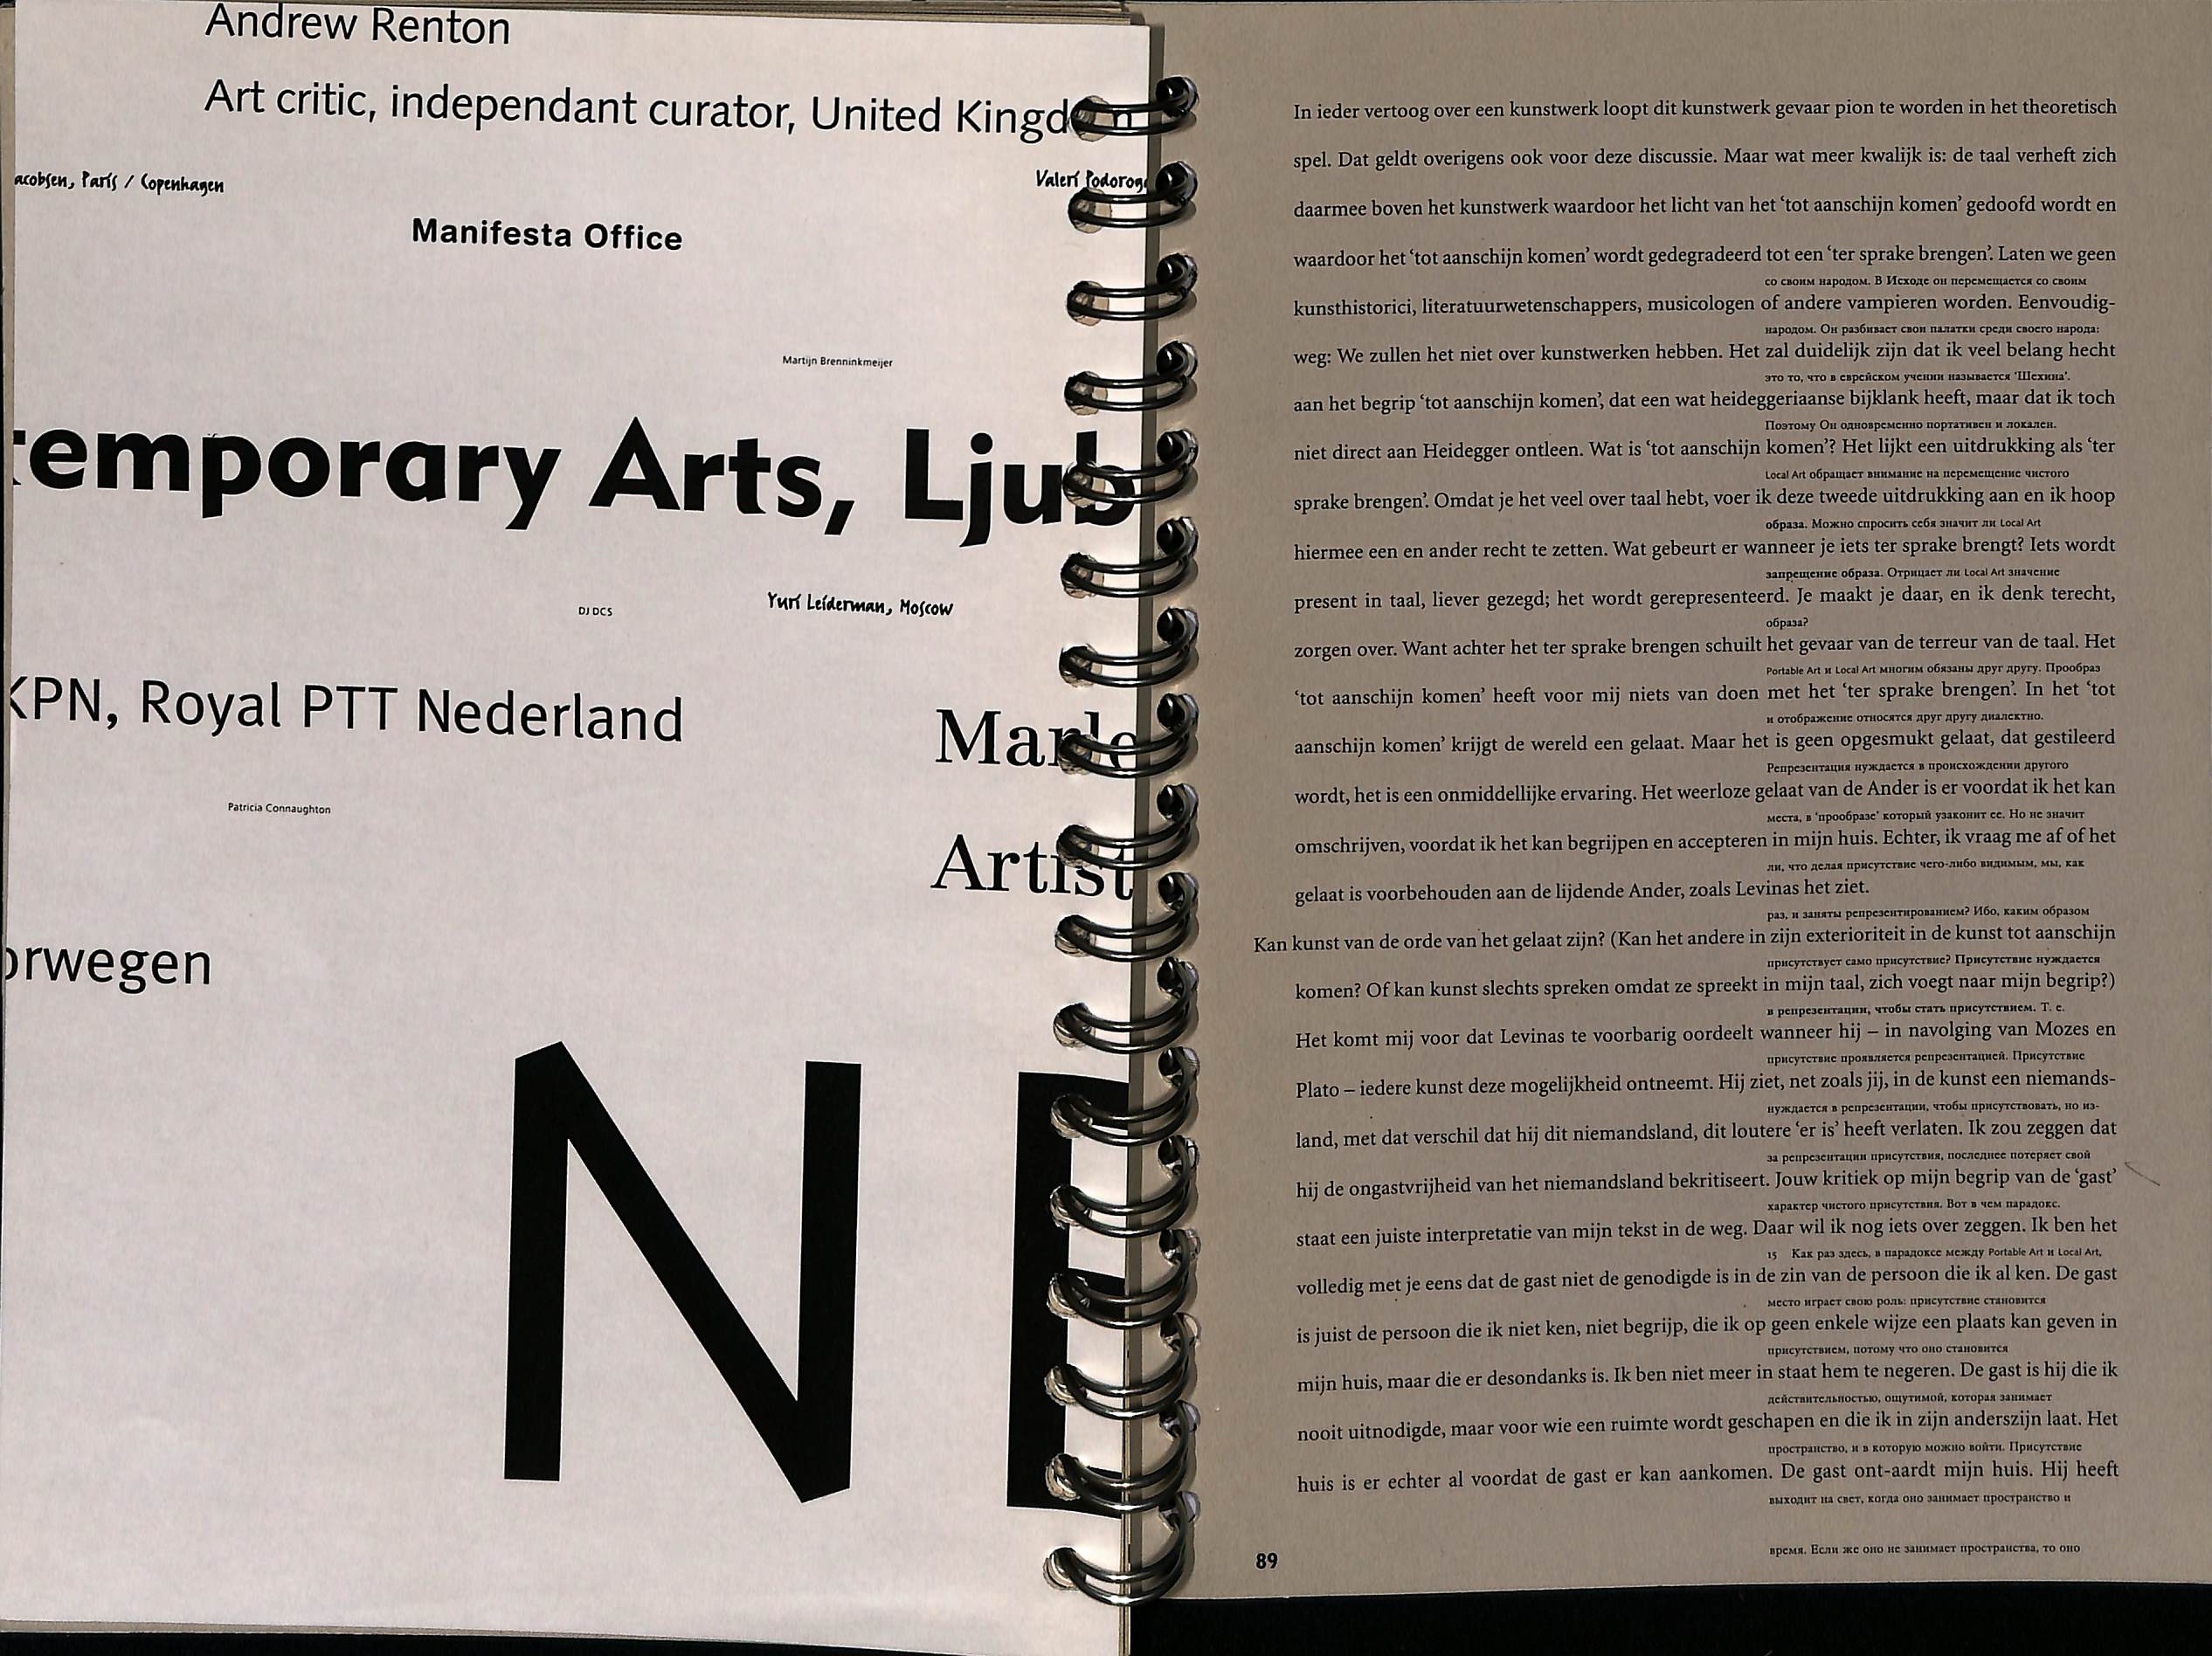 Andrew Renton
Art critic, independant curator, United
acobsen, Paris / Copenhagen
Valeri
Manifesta Office
Martijn Brenninkmeijer
temporary Arts, Ljub
DJ DCS
Yuri Leiderman, Moscow
KPN, Royal PTT Nederland
Patricia Connaughton
Artist
orwegen
N
In ieder vertoog over een kunstwerk loopt dit kunstwerk gevaar pion te worden in het theoretisch
spel. Dat geldt overigens ook voor deze discussie. Maar wat meer kwalijk is: de taal verheft zich
daarmee boven het kunstwerk waardoor het licht van het ‘tot aanschijn komen’ gedoofd wordt en
waardoor het ‘tot aanschijn komen’ wordt gedegradeerd tot een ‘ter sprake brengen’. Laten we geen
со своим народом. В Исходе он перемещается со своим
kunsthistorici, literatuurwetenschappers, musicologen of andere vampieren worden. Eenvoudig-
народом. Он разбивает свои палатки среди своего народа:
weg: We zullen het niet over kunstwerken hebben. Het zal duidelijk zijn dat ik veel belang hecht
это то, что в еврейском учении называется ‘Шехина’.
aan het begrip ‘tot aanschijn komen’, dat een wat heideggeriaanse bijklank heeft, maar dat ik toch
Поэтому Он одновременно портативен и локален.
niet direct aan Heidegger ontleen. Wat is ‘tot aanschijn komen’? Het lijkt een uitdrukking als ‘ter
Local Art обращает внимание на перемещение чистого
sprake brengen’. Omdat je het veel over taal hebt, voer ik deze tweede uitdrukking aan en ik hoop
образа. Можно спросить себя значит ли Local Art
hiermee een en ander recht te zetten. Wat gebeurt er wanneer je iets ter sprake brengt? Iets wordt
запрещение образа. Отрицает ли Local Art значение
present in taal, liever gezegd; het wordt gerepresenteerd. Je maakt je daar, en ik denk terecht,
образа?
zorgen over. Want achter het ter sprake brengen schuilt het gevaar van de terreur van de taal. Het
Portable Art и Local Art многим обязаны друг другу. Прообраз
‘tot aanschijn komen’ heeft voor mij niets van doen met het ‘ter sprake brengen’. In het ‘tot
и отображение относятся друг другу диалектно.
aanschijn komen’ krijgt de wereld een gelaat. Maar het is geen opgesmukt gelaat, dat gestileerd
Репрезентация нуждается в происхождении другого
wordt, het is een onmiddellijke ervaring. Het weerloze gelaat van de Ander is er voordat ik het kan
места, в ‘прообразе’ который узаконит ее. Но не значит
omschrijven, voordat ik het kan begrijpen en accepteren in mijn huis. Echter, ik vraag me af of het
ли, что делая присутствие чего-либо видимым, мы, как
gelaat is voorbehouden aan de lijdende Ander, zoals Levinas het ziet.
раз, и заняты репрезентированием? Ибо, каким образом
Kan kunst van de orde van het gelaat zijn? (Kan het andere in zijn exterioriteit in de kunst tot aanschijn
присутствует само присутствие? Присутствие нуждается
komen? Of kan kunst slechts spreken omdat ze spreekt in mijn taal, zich voegt naar mijn begrip?)
в репрезентации, чтобы стать присутствием. Т. е.
Het komt mij voor dat Levinas te voorbarig oordeelt wanneer hij – in navolging van Mozes en
присутствие проявляется репрезентацией. Присутствие
Plato – iedere kunst deze mogelijkheid ontneemt. Hij ziet, net zoals jij, in de kunst een niemands-
нуждается в репрезентации, чтобы присутствовать, но из-
land, met dat verschil dat hij dit niemandsland, dit loutere ‘er is’ heeft verlaten. Ik zou zeggen dat
за репрезентации присутствия, последнее потеряет свой
hij de ongastvrijheid van het niemandsland bekritiseert. Jouw kritiek op mijn begrip van de ‘gast’
характер чистого присутствия. Вот в чем парадокс.
staat een juiste interpretatie van mijn tekst in de weg. Daar wil ik nog iets over zeggen. Ik ben het
15 Как раз здесь, в парадоксе между Portable Art и Local Art,
volledig met je eens dat de gast niet de genodigde is in de zin van de persoon die ik al ken. De gast
место играет свою роль: присутствие становится
is juist de persoon die ik niet ken, niet begrijp, die ik op geen enkele wijze een plaats kan geven in
присутствием, потому что оно становится
mijn huis, maar die er desondanks is. Ik ben niet meer in staat hem te negeren. De gast is hij die ik
действительностью, ощутимой, которая занимает
nooit uitnodigde, maar voor wie een ruimte wordt geschapen en die ik in zijn anderszijn laat. Het
пространство, и в которую можно войти. Присутствие
huis is er echter al voordat de gast er kan aankomen. De gast ont-aardt mijn huis. Hij heeft
выходит на свет, когда оно занимает пространство и
время. Если же оно не занимает пространства, то оно
89